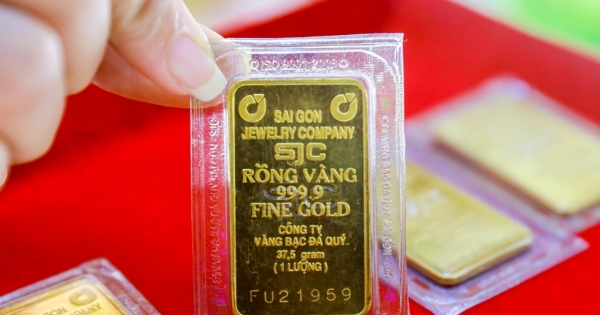 SAI GON
JEWELRY COMPANY
SJC
RỒNG VÀNG
999.9
FINE GOLD
CÔNG TY
VÀNG BẠC ĐÁ QUÝ.
37,5 gram
( 1 LƯỢNG )
FU21959